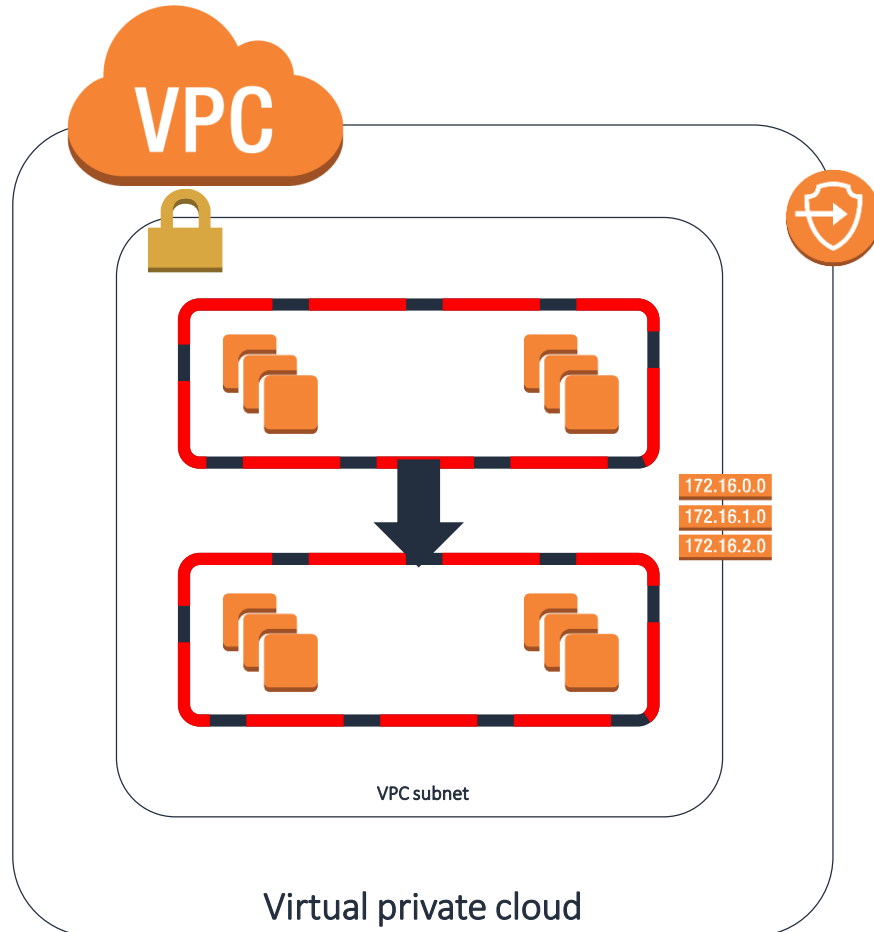 VPC
172.16.0.0
172.16.1.0
172.16.2.0
VPC subnet
Virtual private cloud